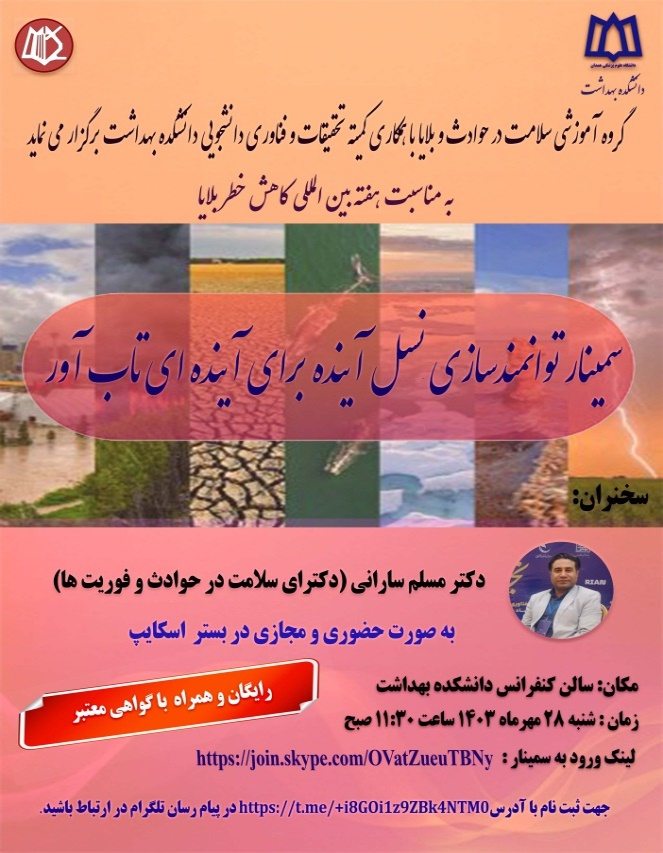 دانشگاه علوم پزشکی همدان
دانشکده بهداشت
گروه آموزشی سلامت در حوادث و بلایا با همکاری کمیته تحقیقات و فناوری دانشجویی دانشکده بهداشت برگزار می نماید
به مناسبت هفته بین المللی کاهش خطر بلایا
سمینار توانمندسازی نسل آینده برای آینده ای تاب آور
سخنران:
RIAN
دکتر مسلم سارانی (دکترای سلامت در حوادث و فوریت ها)
به صورت حضوری و مجازی در بستر اسکایپ
رایگان و همراه با گواهی معتبر
مکان: سالن کنفرانس دانشکده بهداشت
زمان : شنبه ۲۸ مهرماه ۱۴۰۳ ساعت ۱۱:۳۰ صبح
لینک ورود به سمینار : https://join.skype.com/OVatZueuTBNy
جهت ثبت نام با آدرس https://t.me/+i8GOi1z9ZBk4NTM0 در پیام رسان تلگرام در ارتباط باشید.